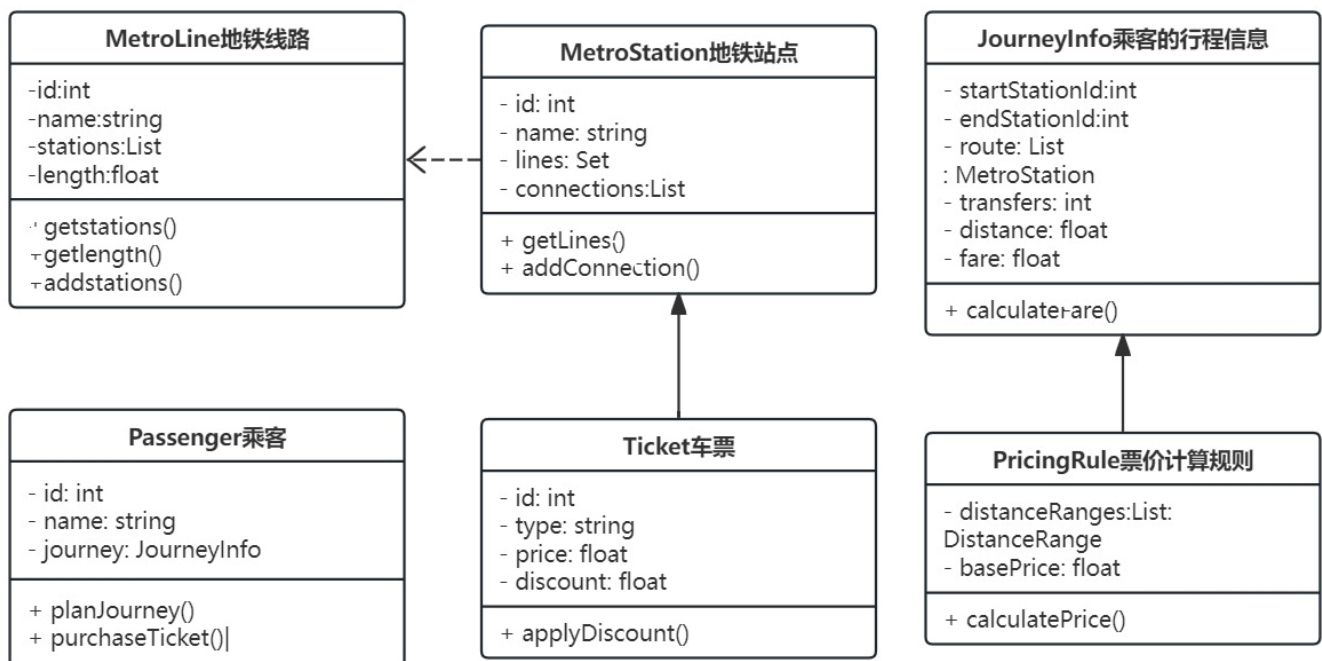 MetroLine地铁线路
-id:int
-name:string
-stations:List
-length:float
getstations()
getlength()
addstations()
MetroStation地铁站点
- id: int
- name: string
- lines: Set
- connections:List
+ getLines()
+ addConnection()
JourneyInfo乘客的行程信息
- startStationId:int
- endStationId:int
- route: List
: MetroStation
- transfers: int
- distance: float
- fare: float
+ calculateFare()
Passenger乘客
- id: int
- name: string
- journey: JourneyInfo
+ planJourney()
+ purchaseTicket()
Ticket车票
- id: int
- type: string
- price: float
- discount: float
+ applyDiscount()
PricingRule票价计算规则
- distanceRanges:List:
DistanceRange
- basePrice: float
+ calculatePrice()